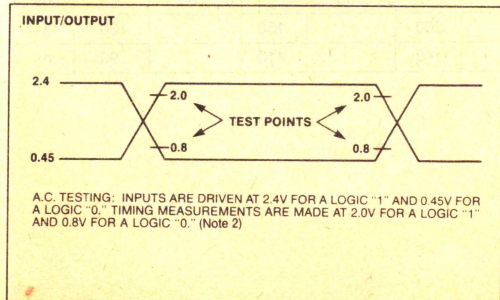 INPUT/OUTPUT
2.4
2.0
2.0
TEST POINTS
0.8
0.8
0.45
A.C. TESTING: INPUTS ARE DRIVEN AT 2.4V FOR A LOGIC "1" AND 0.45V FOR
A LOGIC "0." TIMING MEASUREMENTS ARE MADE AT 2.0V FOR A LOGIC "1"
AND 0.8V FOR A LOGIC "0." (Note 2)